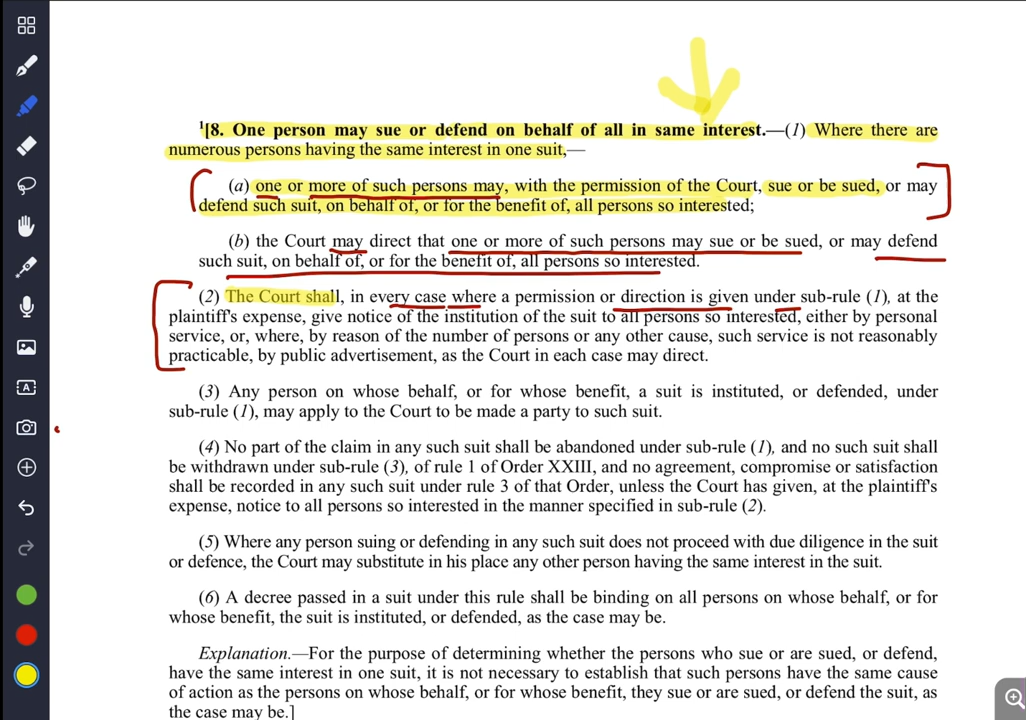 ¹[8. One person may sue or defend on behalf of all in same interest.—(1) Where there are
numerous persons having the same interest in one suit,—
(a) one or more of such persons may, with the permission of the Court, sue or be sued, or may
defend such suit, on behalf of, or for the benefit of, all persons so interested;
(b) the Court may direct that one or more of such persons may sue or be sued, or may defend
such suit, on behalf of, or for the benefit of, all persons so interested.
(2) The Court shall, in every case where a permission or direction is given under sub-rule (1), at the
plaintiff's expense, give notice of the institution of the suit to all persons so interested, either by personal
service, or, where, by reason of the number of persons or any other cause, such service is not reasonably
practicable, by public advertisement, as the Court in each case may direct.
(3) Any person on whose behalf, or for whose benefit, a suit is instituted, or defended, under
sub-rule (1), may apply to the Court to be made a party to such suit.
(4) No part of the claim in any such suit shall be abandoned under sub-rule (1), and no such suit shall
be withdrawn under sub-rule (3), of rule 1 of Order XXIII, and no agreement, compromise or satisfaction
shall be recorded in any such suit under rule 3 of that Order, unless the Court has given, at the plaintiff's
expense, notice to all persons so interested in the manner specified in sub-rule (2).
(5) Where any person suing or defending in any such suit does not proceed with due diligence in the suit
or defence, the Court may substitute in his place any other person having the same interest in the suit.
(6) A decree passed in a suit under this rule shall be binding on all persons on whose behalf, or for
whose benefit, the suit is instituted, or defended, as the case may be.
Explanation.—For the purpose of determining whether the persons who sue or are sued, or defend,
have the same interest in one suit, it is not necessary to establish that such persons have the same cause
of action as the persons on whose behalf, or for whose benefit, they sue or are sued, or defend the suit, as
the case may be.]